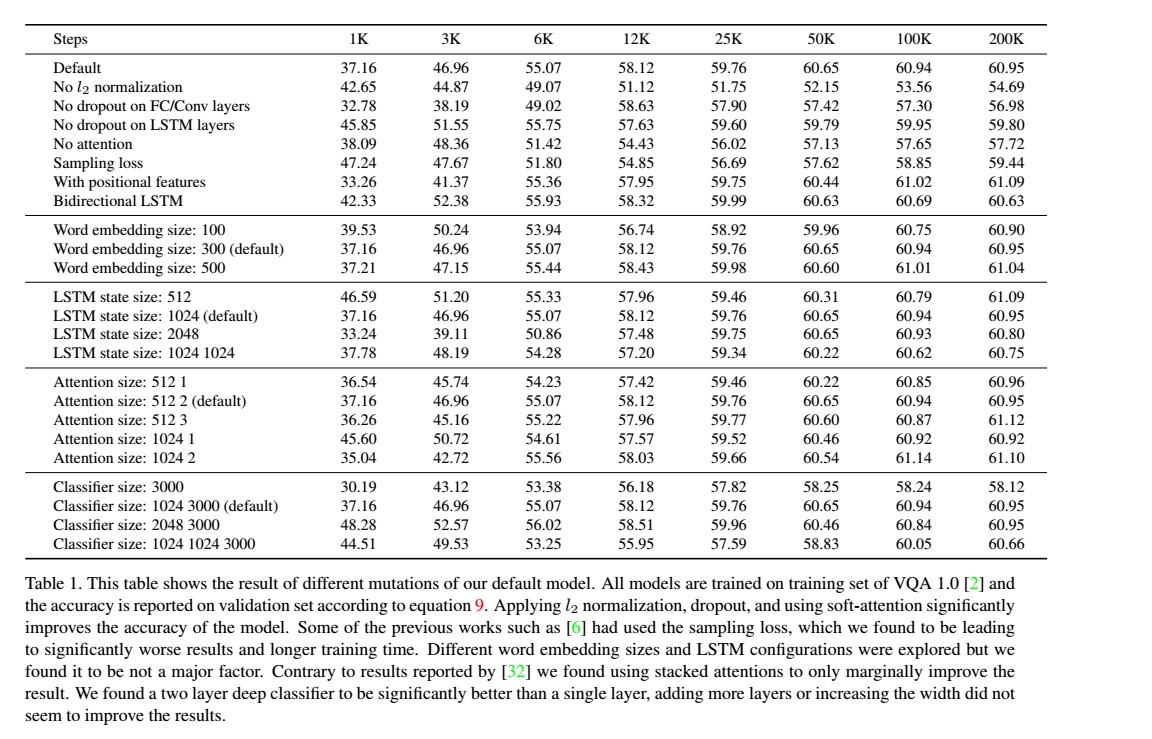 Steps 1K 3K 6K 12K 25K 50K 100K 200K
Default 37.16 46.96 55.07 58.12 59.76 60.65 60.94 60.95
No l2 normalization 42.65 44.87 49.07 51.12 51.75 52.15 53.56 54.69
No dropout on FC/Conv layers 32.78 38.19 49.02 58.63 57.90 57.42 57.30 56.98
No dropout on LSTM layers 45.85 51.55 55.75 57.63 59.60 59.79 59.95 59.80
No attention 38.09 48.36 51.42 54.43 56.02 57.13 57.65 57.72
Sampling loss 47.24 47.67 51.80 54.85 56.69 57.62 58.85 59.44
With positional features 33.26 41.37 55.36 57.95 59.75 60.44 61.02 61.09
Bidirectional LSTM 42.33 52.38 55.93 58.32 59.99 60.63 60.69 60.63
Word embedding size: 100 39.53 50.24 53.94 56.74 58.92 59.96 60.75 60.90
Word embedding size: 300 (default) 37.16 46.96 55.07 58.12 59.76 60.65 60.94 60.95
Word embedding size: 500 37.21 47.15 55.44 58.43 59.98 60.60 61.01 61.04
LSTM state size: 512 46.59 51.20 55.33 57.96 59.46 60.31 60.79 61.09
LSTM state size: 1024 (default) 37.16 46.96 55.07 58.12 59.76 60.65 60.94 60.95
LSTM state size: 2048 33.24 39.11 50.86 57.48 59.75 60.65 60.93 60.80
LSTM state size: 1024 1024 37.78 48.19 54.28 57.20 59.34 60.22 60.62 60.75
Attention size: 512 1 36.54 45.74 54.23 57.42 59.46 60.22 60.85 60.96
Attention size: 512 2 (default) 37.16 46.96 55.07 58.12 59.76 60.65 60.94 60.95
Attention size: 512 3 36.26 45.16 55.22 57.96 59.77 60.60 60.87 61.12
Attention size: 1024 1 45.60 50.72 54.61 57.57 59.52 60.46 60.92 60.92
Attention size: 1024 2 35.04 42.72 55.56 58.03 59.66 60.54 61.14 61.10
Classifier size: 3000 30.19 43.12 53.38 56.18 57.82 58.25 58.24 58.12
Classifier size: 1024 3000 (default) 37.16 46.96 55.07 58.12 59.76 60.65 60.94 60.95
Classifier size: 2048 3000 48.28 52.57 56.02 58.51 59.96 60.46 60.84 60.95
Classifier size: 1024 1024 3000 44.51 49.53 53.25 55.95 57.59 58.83 60.05 60.66
Table 1. This table shows the result of different mutations of our default model. All models are trained on training set of VQA 1.0 [2] and
the accuracy is reported on validation set according to equation 9. Applying l2 normalization, dropout, and using soft-attention significantly
improves the accuracy of the model. Some of the previous works such as [6] had used the sampling loss, which we found to be leading
to significantly worse results and longer training time. Different word embedding sizes and LSTM configurations were explored but we
found it to be not a major factor. Contrary to results reported by [32] we found using stacked attentions to only marginally improve the
result. We found a two layer deep classifier to be significantly better than a single layer, adding more layers or increasing the width did not
seem to improve the results.